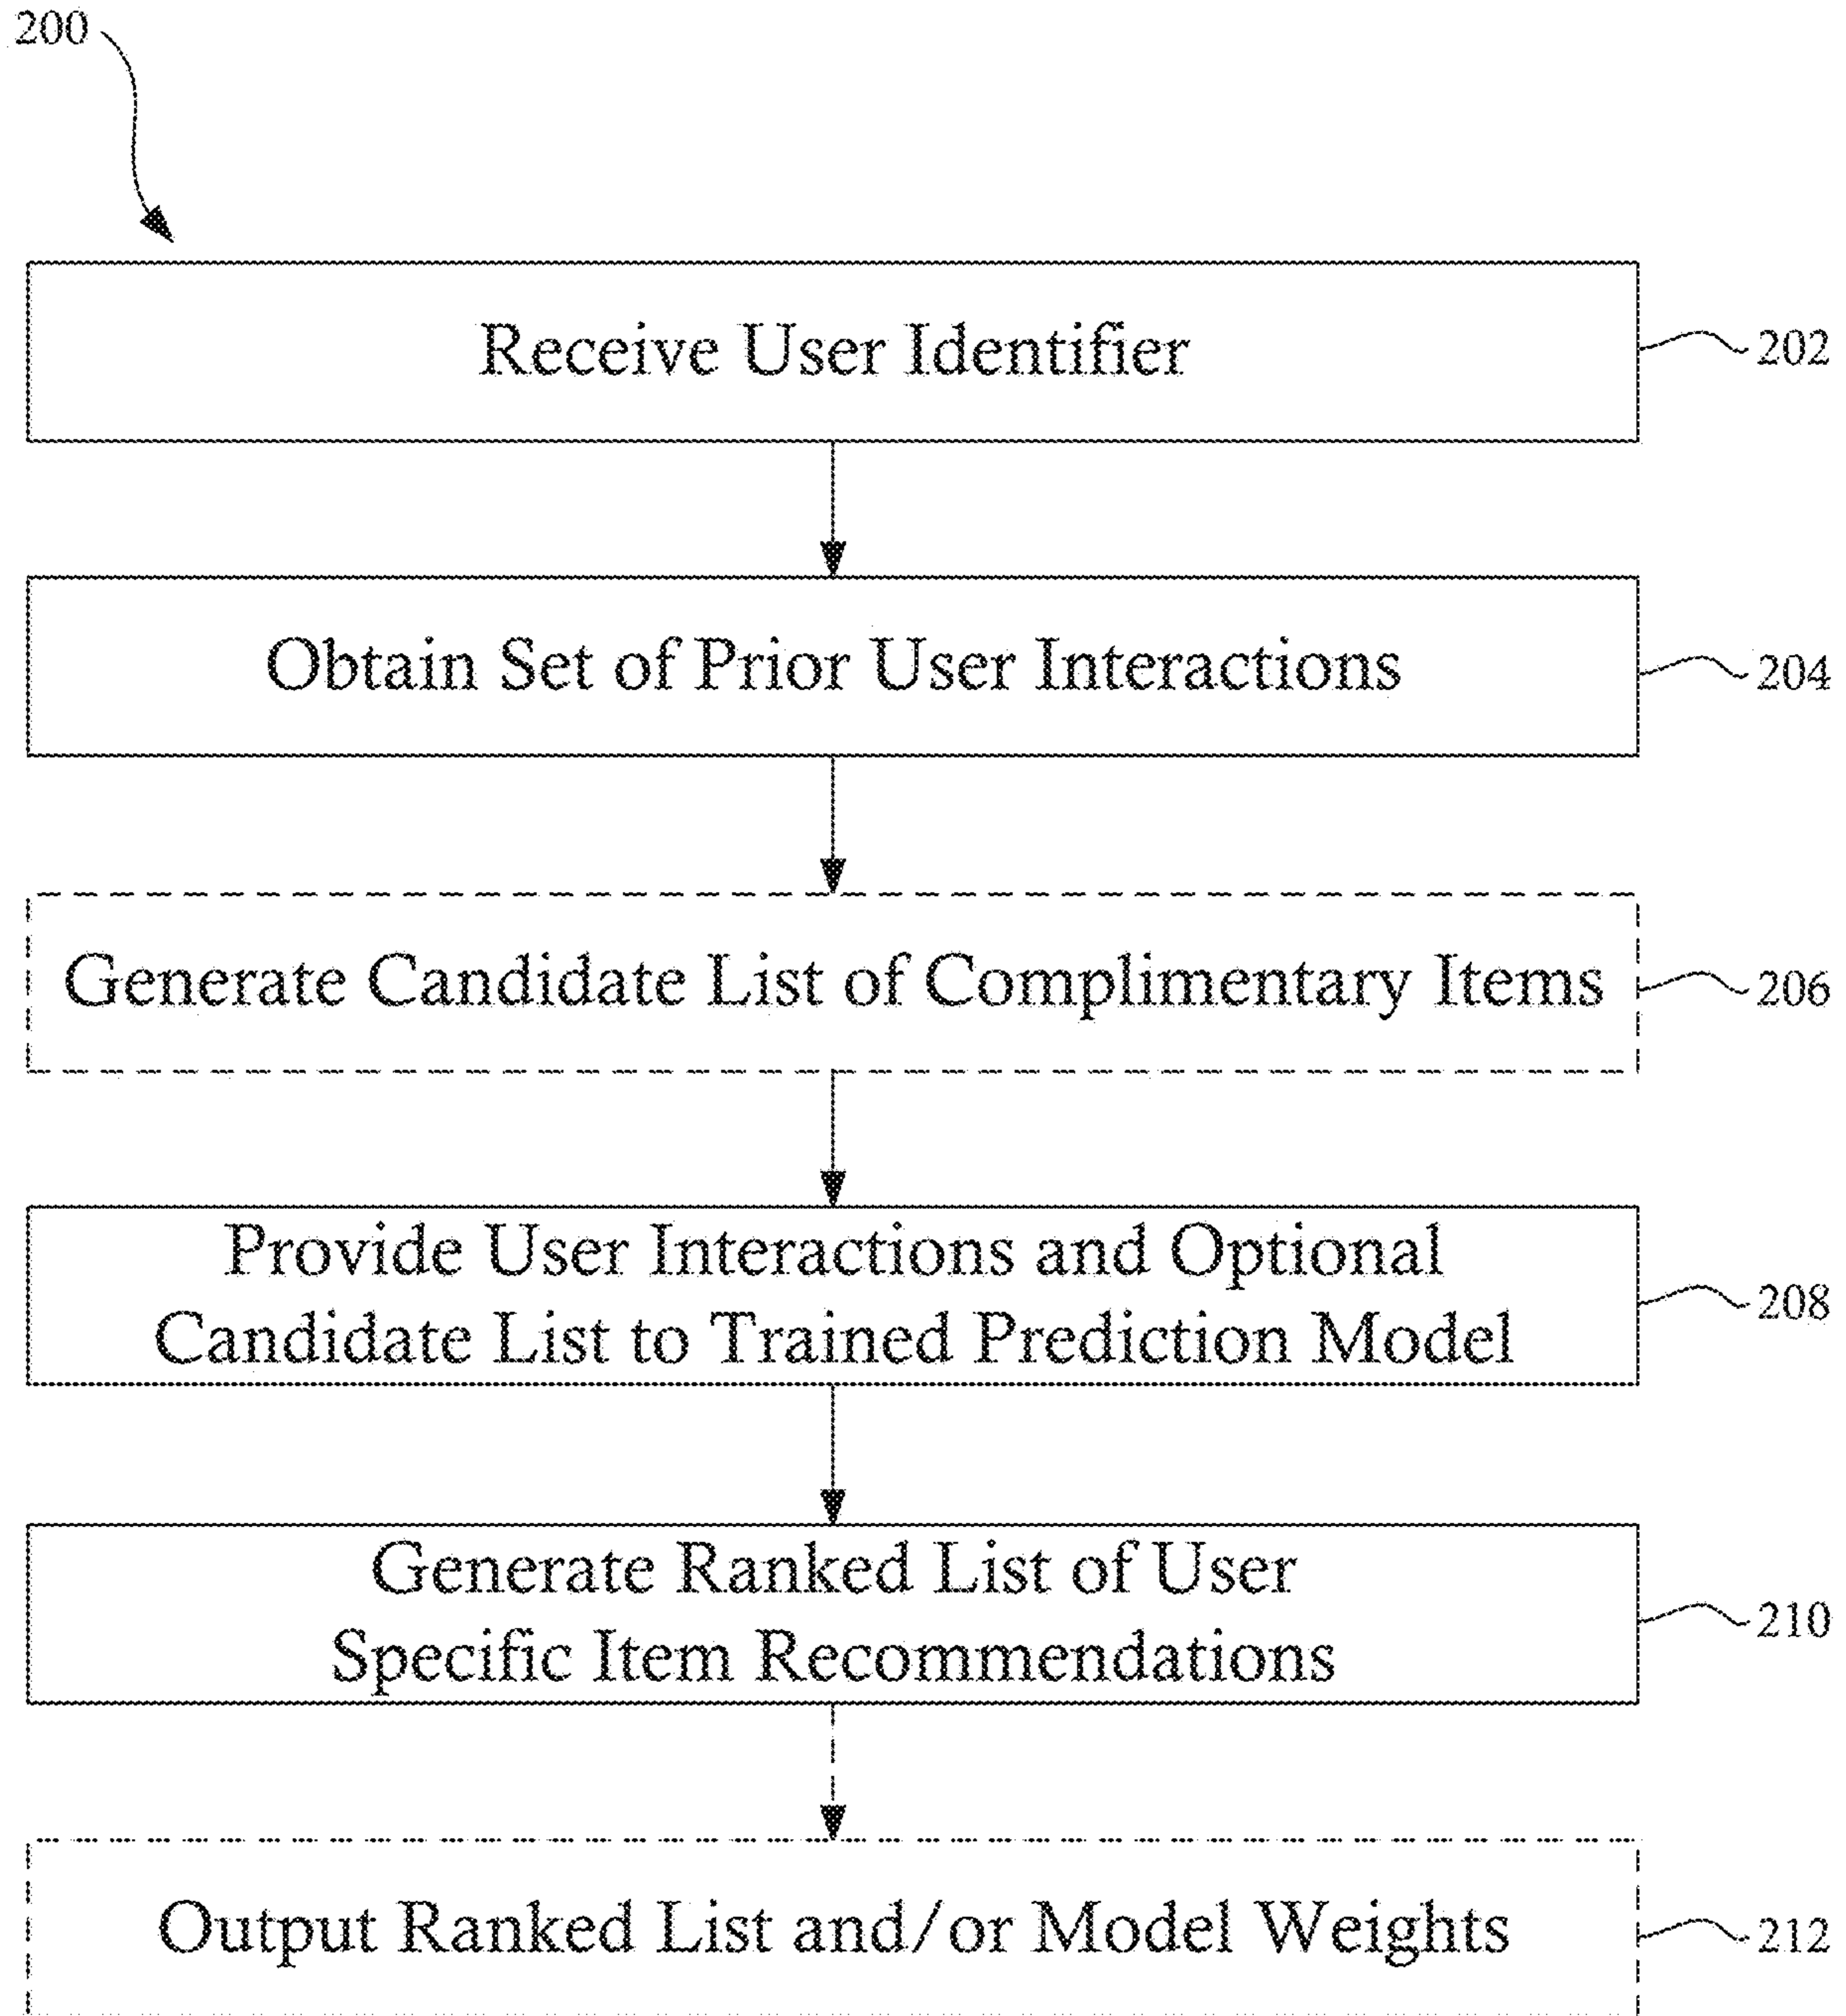 200
Receive User Identifier
202
Obtain Set of Prior User Interactions
204
Generate Candidate List of Complimentary Items
206
Provide User Interactions and Optional
Candidate List to Trained Prediction Model
208
Generate Ranked List of User
Specific Item Recommendations
210
Output Ranked List and/or Model Weights
212